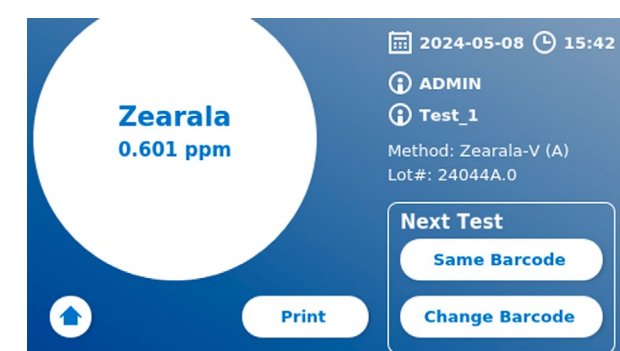 Zearala
0.601 ppm
2024-05-08 15:42
ADMIN
Test_1
Method: Zearala-V (A)
Lot#: 24044A.0
Next Test
Same Barcode
Change Barcode
Print